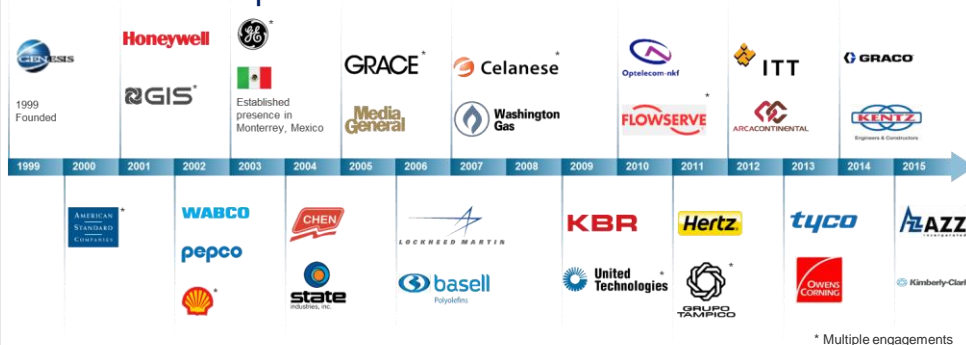 GENESIS
1999
Founded
Honeywell
GIS*
GE
*
Established
presence in
Monterrey, Mexico
GRACE*
Media
General
Celanese
*
Washington
Gas
Optelecom-nkf
FLOWSERVE
*
ITT
ARCACONTINENTAL
GRACO
KENTZ
Engineers & Constructors
1999 2000 2001 2002 2003 2004 2005 2006 2007 2008 2009 2010 2011 2012 2013 2014 2015
AMERICAN
STANDARD
COMPANIES
*
WABCO
pepco
*
CHEN
state
industries, inc.
LOCKHEED MARTIN
basell
Polyolefins
KBR
United
Technologies
*
Hertz
*
GRUPO
TAMPICO
tyco
OWENS
CORNING
AZZ
incorporated
Kimberly-Clark
* Multiple engagements